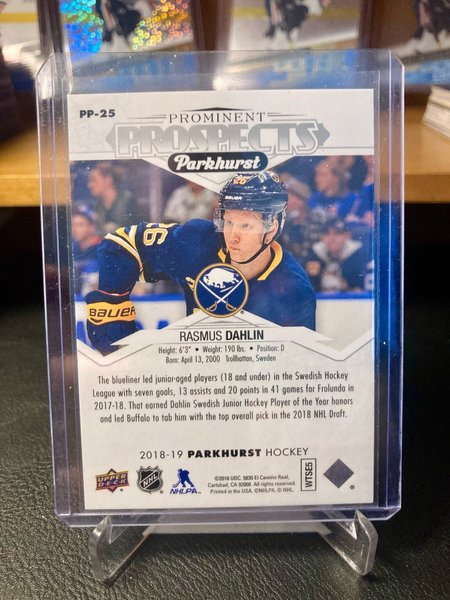 PP-25
PROMINENT
PROSPECTS
Parkhurst
26
26
BAUER
BAUER
RASMUS DAHLIN
Height: 6'3" • Weight: 190 lbs. • Position: D
Born: April 13, 2000 Trollhattan, Sweden
The blueliner led junior-aged players (18 and under) in the Swedish Hockey
League with seven goals, 13 assists and 20 points in 41 games for Frolunda in
2017-18. That earned Dahlin Swedish Junior Hockey Player of the Year honors
and led Buffalo to tab him with the top overall pick in the 2018 NHL Draft.
2018-19 PARKHURST HOCKEY
UPPER DECK
NHL
NHLPA
©2018 UDC. 5830 El Camino Real,
Carlsbad, CA 92008. All rights reserved.
Printed in the USA. ©NHLPA. © NHL.
WTSE5